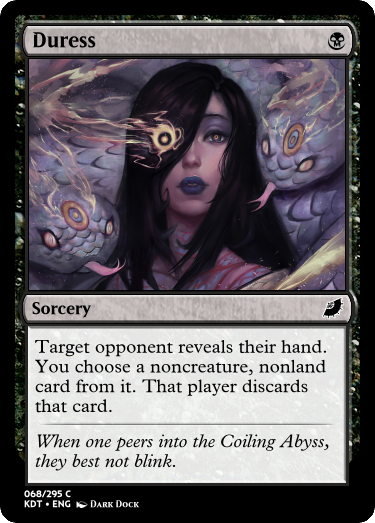 Duress
Sorcery
Target opponent reveals their hand.
You choose a noncreature, nonland
card from it. That player discards
that card.
When one peers into the Coiling Abyss,
they best not blink.
068/295 C
KDT • ENG Dark Dock